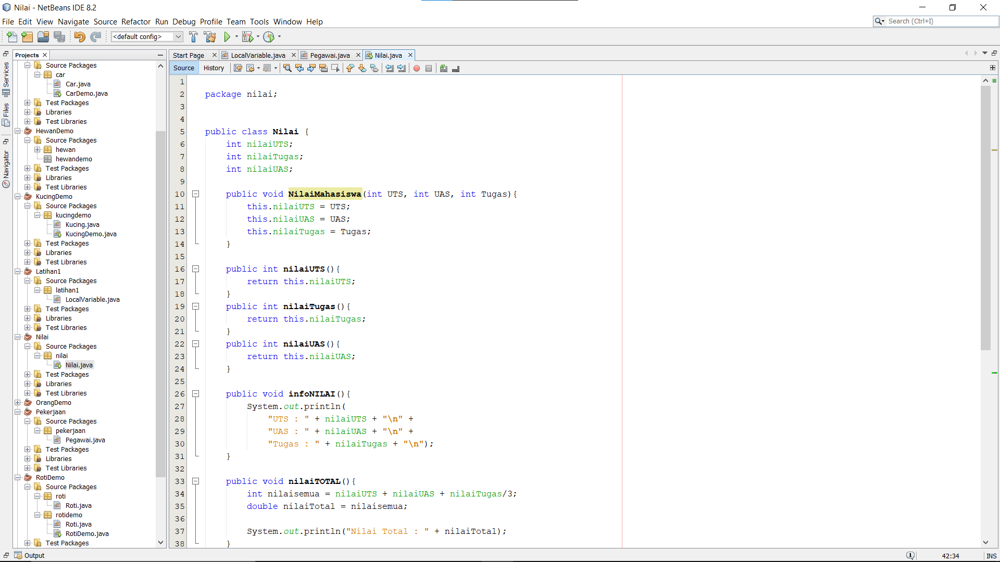 Nilai - NetBeans IDE 8.2
File Edit View Navigate Source Refactor Run Debug Profile Team Tools Window Help
Search (Ctrl+I)
<default config>
Services
Files
Navigator
Projects
Source Packages
car
Car.java
CarDemo.java
Test Packages
Libraries
Test Libraries
HewanDemo
Source Packages
hewan
hewandemo
Test Packages
Libraries
Test Libraries
KucingDemo
Source Packages
kucingdemo
Kucing.java
KucingDemo.java
Test Packages
Libraries
Test Libraries
Latihan1
Source Packages
latihan1
LocalVariable.java
Test Packages
Libraries
Test Libraries
Nilai
Source Packages
nilai
Nilai.java
Test Packages
Libraries
Test Libraries
OrangDemo
Pekerjaan
Source Packages
pekerjaan
Pegawai.java
Test Packages
Libraries
Test Libraries
RotiDemo
Source Packages
roti
Roti.java
rotidemo
Roti.java
RotiDemo.java
Test Packages
Start Page LocalVariable.java Pegawai.java Nilai.java
Source History
1
2 package nilai;
3
4
5 public class Nilai {
6 int nilaiUTS;
7 int nilaiTugas;
8 int nilaiUAS;
9
10 public void NilaiMahasiswa(int UTS, int UAS, int Tugas){
11 this.nilaiUTS = UTS;
12 this.nilaiUAS = UAS;
13 this.nilaiTugas = Tugas;
14 }
15
16 public int nilaiUTS(){
17 return this.nilaiUTS;
18 }
19 public int nilaiTugas(){
20 return this.nilaiTugas;
21 }
22 public int nilaiUAS(){
23 return this.nilaiUAS;
24 }
25
26 public void infoNILAI(){
27 System.out.println(
28 "UTS : " + nilaiUTS + "\n" +
29 "UAS : " + nilaiUAS + "\n" +
30 "Tugas : " + nilaiTugas + "\n");
31 }
32
33 public void nilaiTOTAL(){
34 int nilaisemua = nilaiUTS + nilaiUAS + nilaiTugas/3;
35 double nilaiTotal = nilaisemua;
36
37 System.out.println("Nilai Total : " + nilaiTotal);
38 }
Output
1
42:34
INS